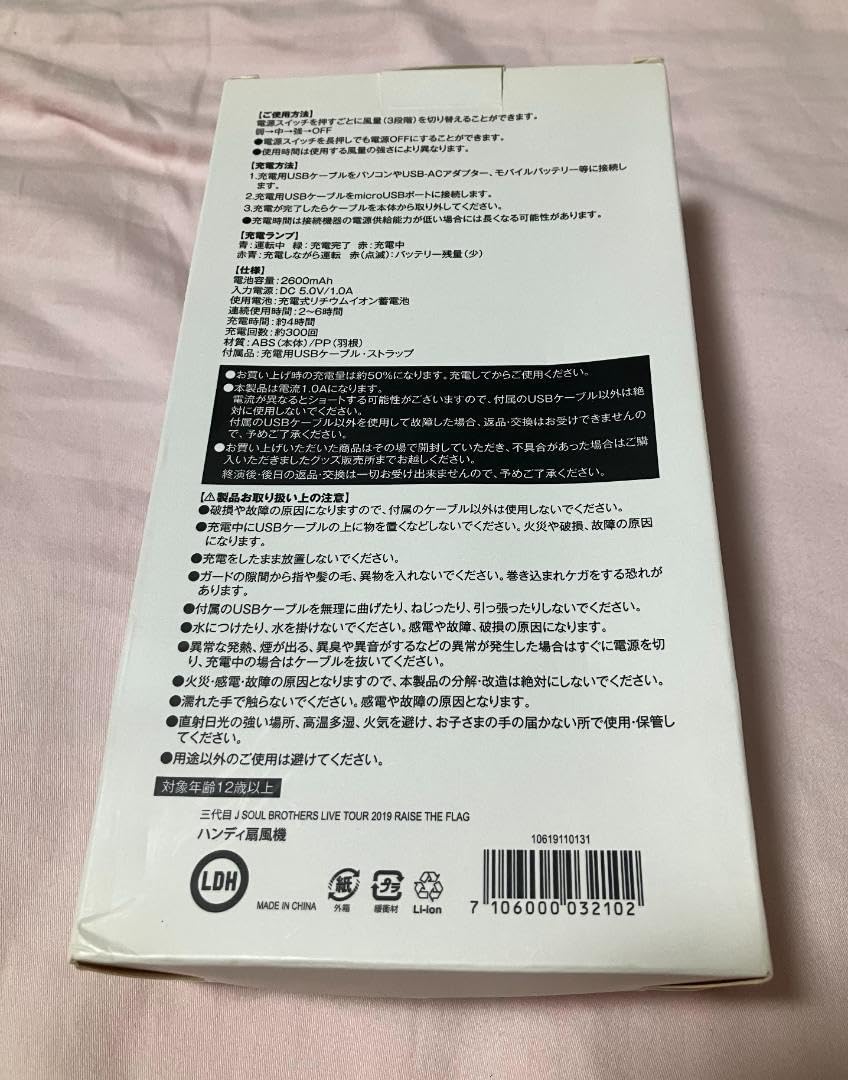 【ご使用方法】
電源スイッチを押すごとに風量(3段階)を切り替えることができます。
弱→中→強→OFF
●電源スイッチを長押しでも電源OFFにすることができます。
●使用時間は使用する風量の強さにより異なります。
【充電方法】
1.充電用USBケーブルをパソコンやUSB-ACアダプター、モバイルバッテリー等に接続し
ます。
2.充電用USBケーブルをmicroUSBポートに接続します。
3.充電が完了したらケーブルを本体から取り外してください。
●充電時間は接続機器の電源供給能力が低い場合には長くなる可能性があります。
【充電ランプ】
青:運転中 緑:充電完了 赤:充電中
赤青:充電しながら運転 赤(点滅):バッテリー残量(少)
【仕様】
電池容量:2600mAh
入力電源:DC 5.0V/1.0A
使用電池:充電式リチウムイオン蓄電池
連続使用時間:2～6時間
充電時間:約4時間
充電回数:約300回
材質:ABS(本体)/PP(羽根)
付属品:充電用USBケーブル・ストラップ
●お買い上げ時の充電量は約50%になります。充電してからご使用ください。
●本製品は電流1.0Aになります。
電流が異なるとショートする可能性がございますので、付属のUSBケーブル以外は絶
対に使用しないでください。
付属のUSBケーブル以外を使用して故障した場合、返品・交換はお受けできませんの
で、予めご了承ください。
●お買い上げいただいた商品はその場で開封していただき、不具合があった場合はご購
入いただきましたグッズ販売所までお越しください。
終演後・後日の返品・交換は一切お受け出来ませんので、予めご了承ください。
【⚠製品お取り扱い上の注意】
●破損や故障の原因になりますので、付属のケーブル以外は使用しないでください。
●充電中にUSBケーブルの上に物を置くなどしないでください。火災や破損、故障の原因
になります。
●充電をしたまま放置しないでください。
●ガードの隙間から指や髪の毛、異物を入れないでください。巻き込まれケガをする恐れが
あります。
●付属のUSBケーブルを無理に曲げたり、ねじったり、引っ張ったりしないでください。
●水につけたり、水を掛けないでください。感電や故障、破損の原因になります。
●異常な発熱、煙が出る、異臭や異音がするなどの異常が発生した場合はすぐに電源を切
り、充電中の場合はケーブルを抜いてください。
●火災・感電・故障の原因となりますので、本製品の分解・改造は絶対にしないでください。
●濡れた手で触らないでください。感電や故障の原因となります。
●直射日光の強い場所、高温多湿、火気を避け、お子さまの手の届かない所で使用・保管し
てください。
●用途以外のご使用は避けてください。
対象年齢12歳以上
三代目 J SOUL BROTHERS LIVE TOUR 2019 RAISE THE FLAG
ハンディ扇風機
10619110131
LDH
MADE IN CHINA
紙
外箱
プラ
緩衝材
Li-ion
7 106000 032102